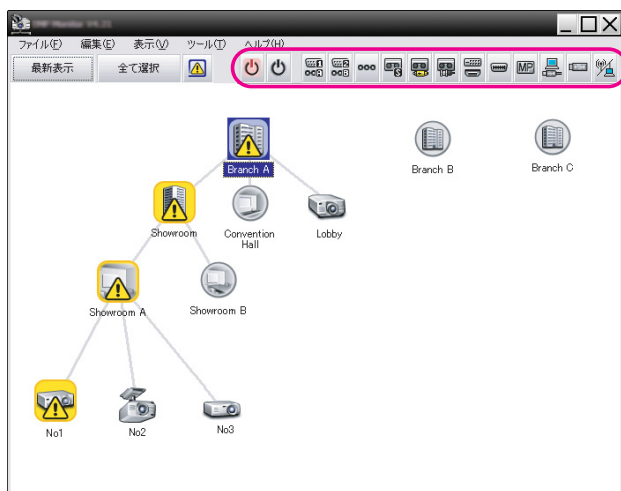 ファイル(F) 編集(E) 表示(V) ツール(T) ヘルプ(H)
最新表示 全て選択 MP
Branch A Branch B Branch C
Showroom Convention Hall Lobby
Showroom A Showroom B
No1 No2 No3